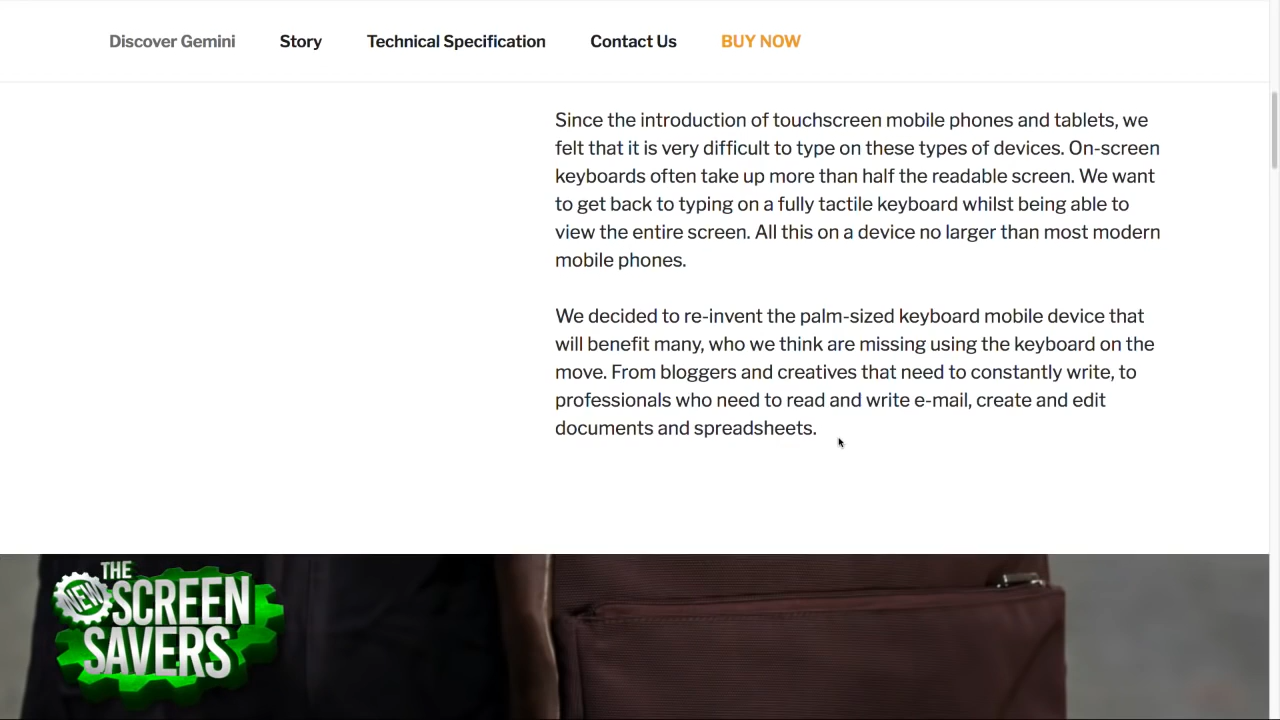 Discover Gemini Story Technical Specification Contact Us BUY NOW
Since the introduction of touchscreen mobile phones and tablets, we
felt that it is very difficult to type on these types of devices. On-screen
keyboards often take up more than half the readable screen. We want
to get back to typing on a fully tactile keyboard whilst being able to
view the entire screen. All this on a device no larger than most modern
mobile phones.
We decided to re-invent the palm-sized keyboard mobile device that
will benefit many, who we think are missing using the keyboard on the
move. From bloggers and creatives that need to constantly write, to
professionals who need to read and write e-mail, create and edit
documents and spreadsheets.
THE
NEW SCREEN
SAVERS